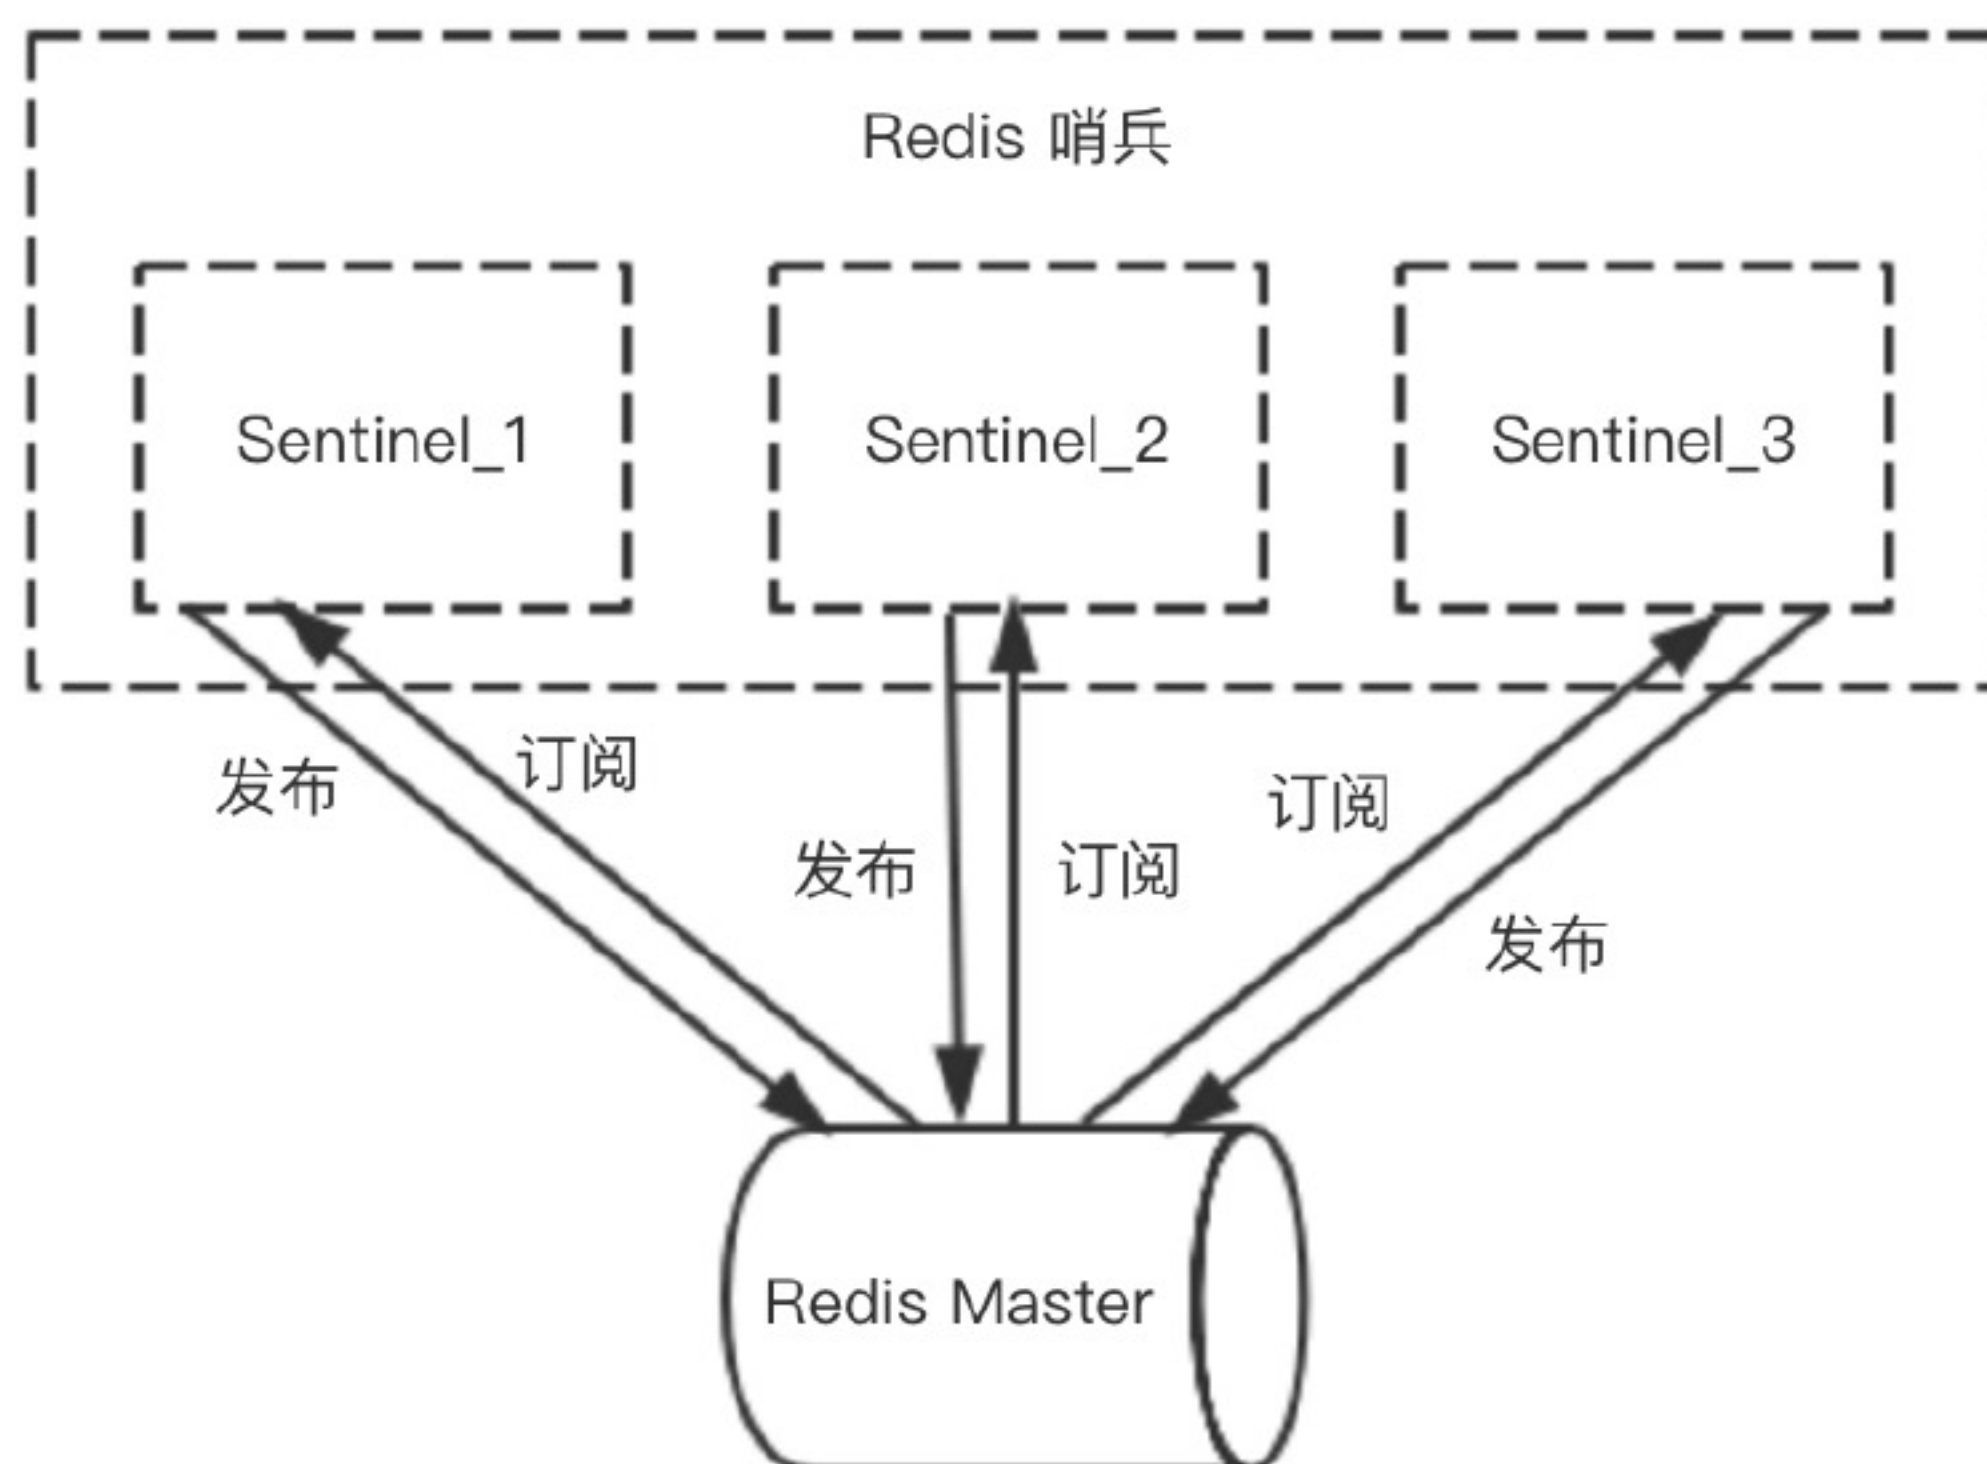 Redis 哨兵
Sentinel_1
Sentinel_2
Sentinel_3
发布
订阅
发布
订阅
订阅
发布
Redis Master